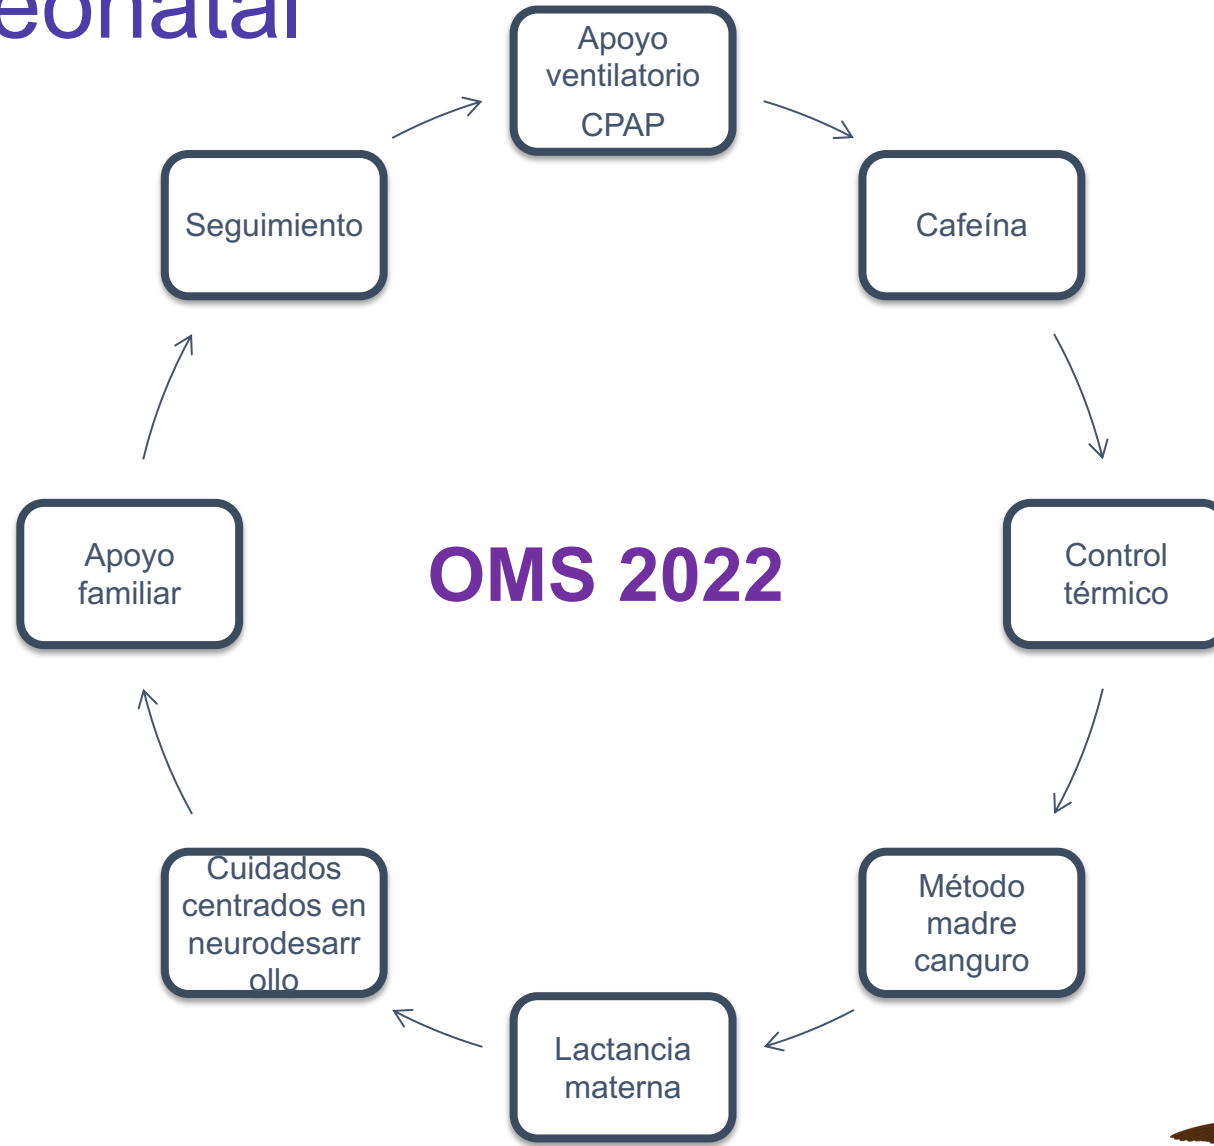 eonatal
Apoyo
ventilatorio
CPAP
Cafeína
Control
térmico
Método
madre
canguro
Lactancia
materna
Cuidados
centrados en
neurodesarr
ollo
Apoyo
familiar
Seguimiento
OMS 2022